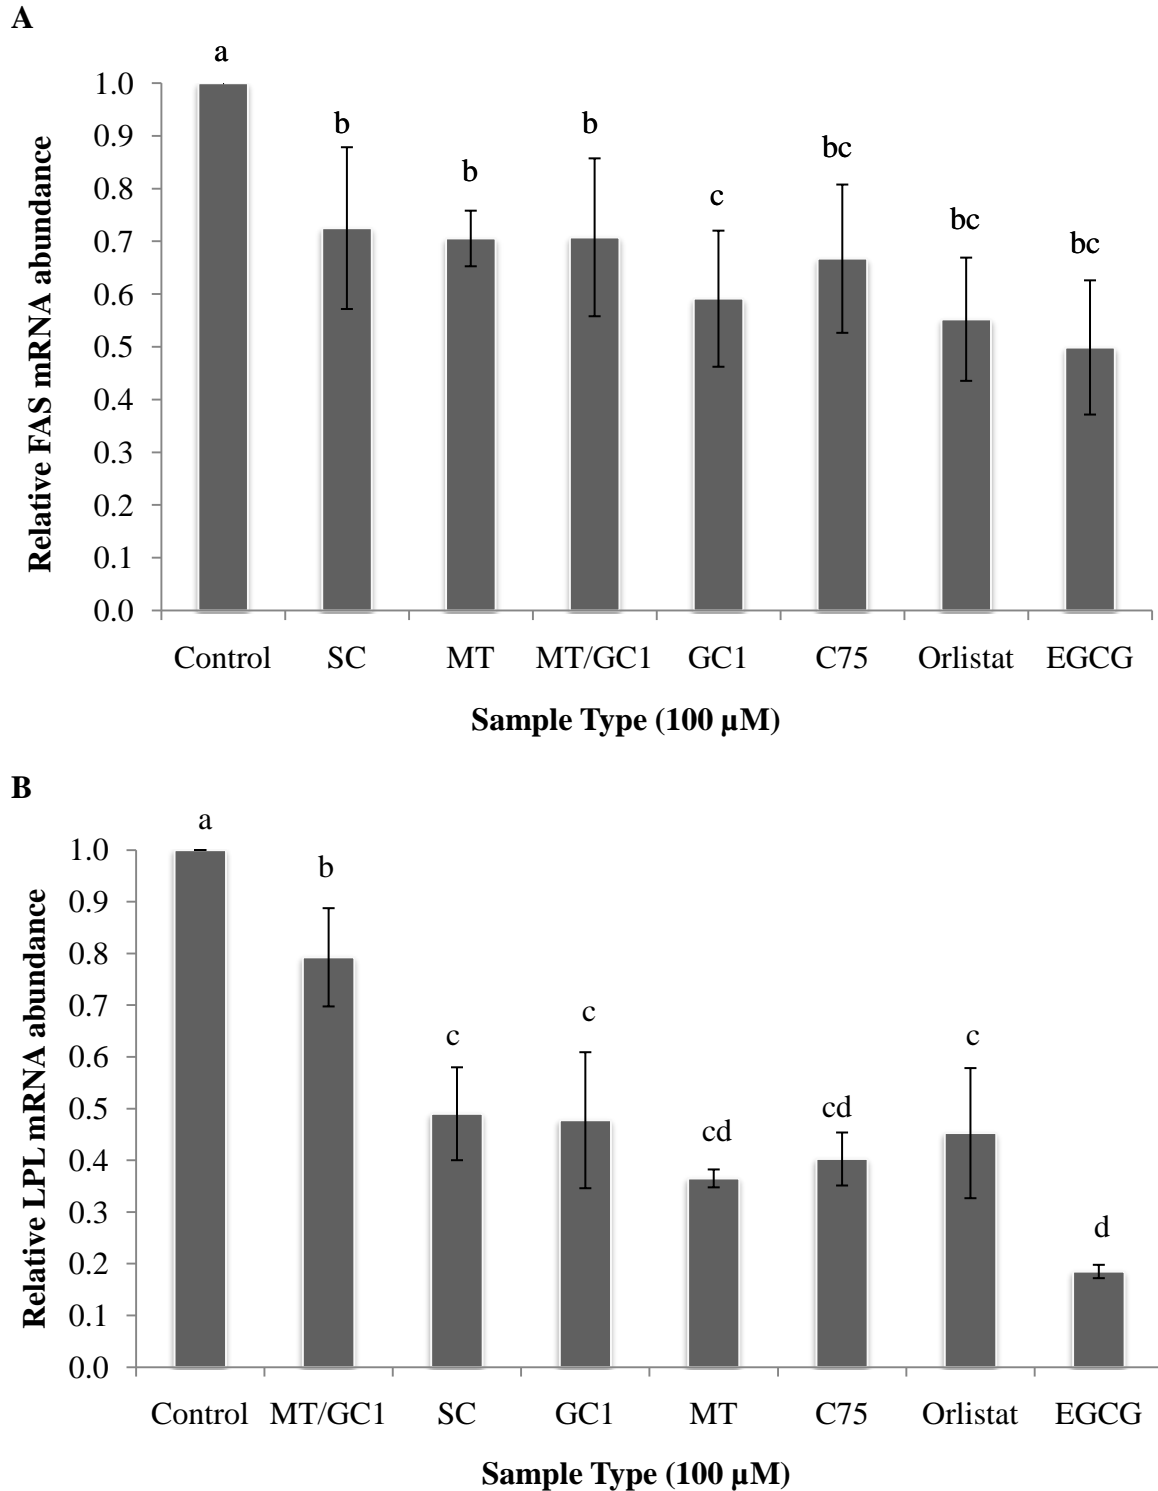 A
a
1.0
b
b
0.9
bc
b
0.8
c
bc
bc
0.7
0.6
0.5
0.4
0.3
0.2
0.1
0.0
Relative FAS mRNA abundance
Control SC MT MT/GC1 GC1 C75 Orlistat EGCG
Sample Type (100 µM)
B
a
1.0
b
0.9
0.8
0.7
c
c
c
0.6
cd
cd
0.5
0.4
0.3
d
0.2
0.1
0.0
Relative LPL mRNA abundance
Control MT/GC1 SC GC1 MT C75 Orlistat EGCG
Sample Type (100 µM)